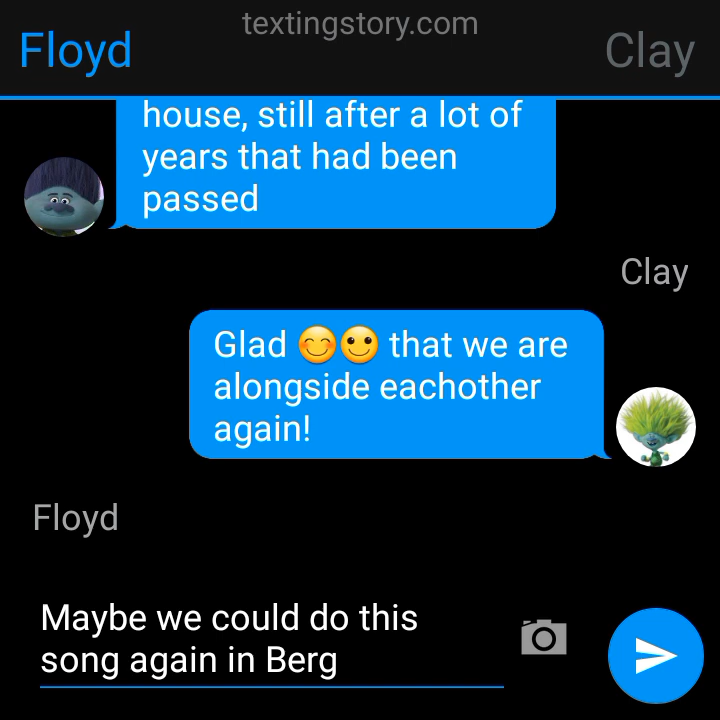 textingstory.com
Floyd
Clay
house, still after a lot of
years that had been
passed
Clay
Glad 😊🙂 that we are
alongside eachother
again!
Floyd
Maybe we could do this
song again in Berg